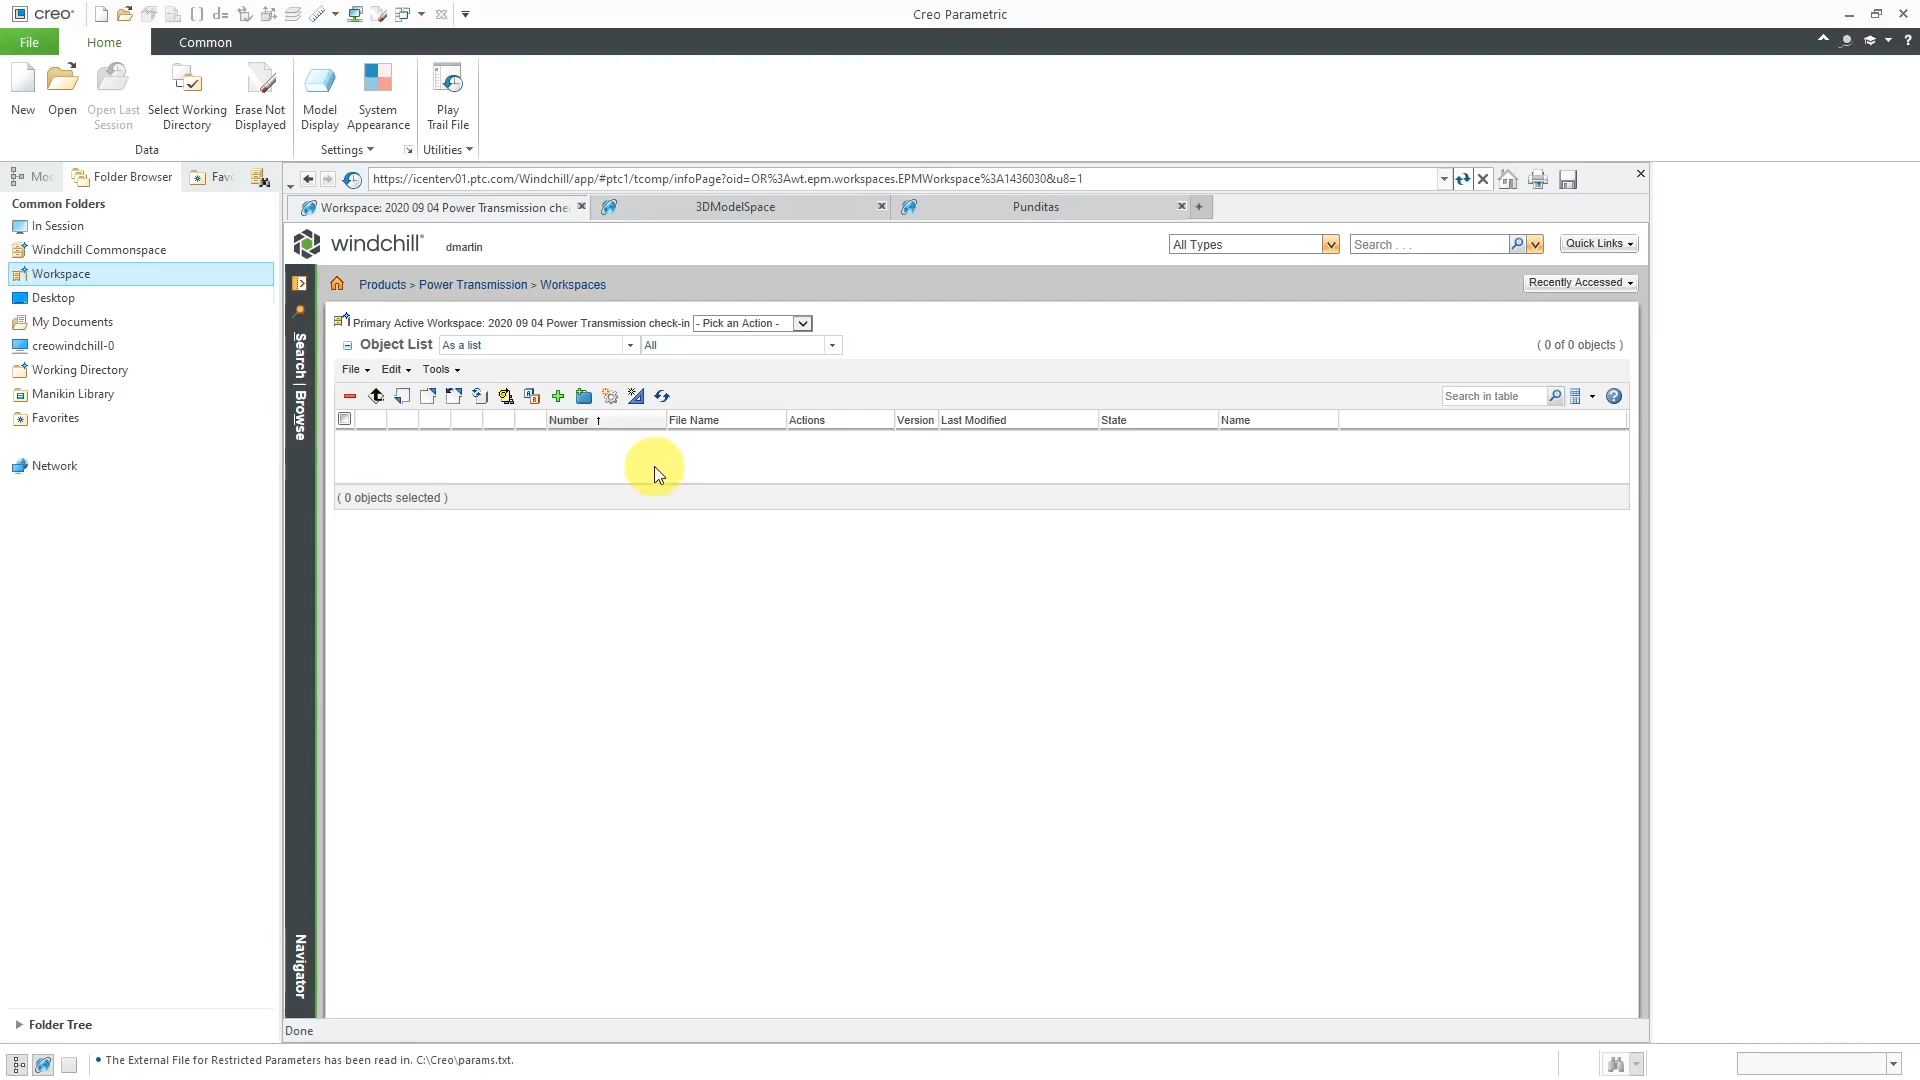 creo
Creo Parametric
File
Home
Common
New
Open
Open Last Session
Select Working Directory
Erase Not Displayed
Model Display
System Appearance
Play Trail File
Data
Settings
Utilities
Folder Browser
https://icenterv01.ptc.com/Windchill/app/#ptc1/tcomp/infoPage?oid=OR%3Awt.epm.workspaces.EPMWorkspace%3A1436030&u8=1
Common Folders
In Session
Windchill Commonspace
Workspace
Desktop
My Documents
creowindchill-0
Working Directory
Manikin Library
Favorites
Network
Folder Tree
Workspace: 2020 09 04 Power Transmission che
3DModelSpace
Punditas
windchill
dmartin
All Types
Search . . .
Quick Links
Products > Power Transmission > Workspaces
Recently Accessed
Search | Browse
Navigator
Primary Active Workspace: 2020 09 04 Power Transmission check-in
- Pick an Action -
Object List
As a list
All
( 0 of 0 objects )
File
Edit
Tools
Search in table
Number
File Name
Actions
Version
Last Modified
State
Name
( 0 objects selected )
Done
The External File for Restricted Parameters has been read in. C:\Creo\params.txt.